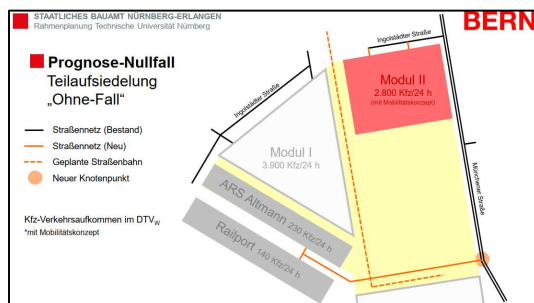 STAATLICHES BAUAMT NÜRNBERG-ERLANGEN
Rahmenplanung Technische Universität Nürnberg
BERN
Prognose-Nullfall
Teilaufsiedelung
„Ohne-Fall“
Straßennetz (Bestand)
Straßennetz (Neu)
Geplante Straßenbahn
Neuer Knotenpunkt
Kfz-Verkehrsaufkommen im DTVw
*mit Mobilitätskonzept
Ingolstädter Straße
Ingolstädter Straße
Modul II
2.800 Kfz/24 h
(mit Mobilitätskonzept)
Modul I
3.900 Kfz/24 h
ARS Altmann 230 Kfz/24 h
Railport 140 Kfz/24 h
Münchener Straße